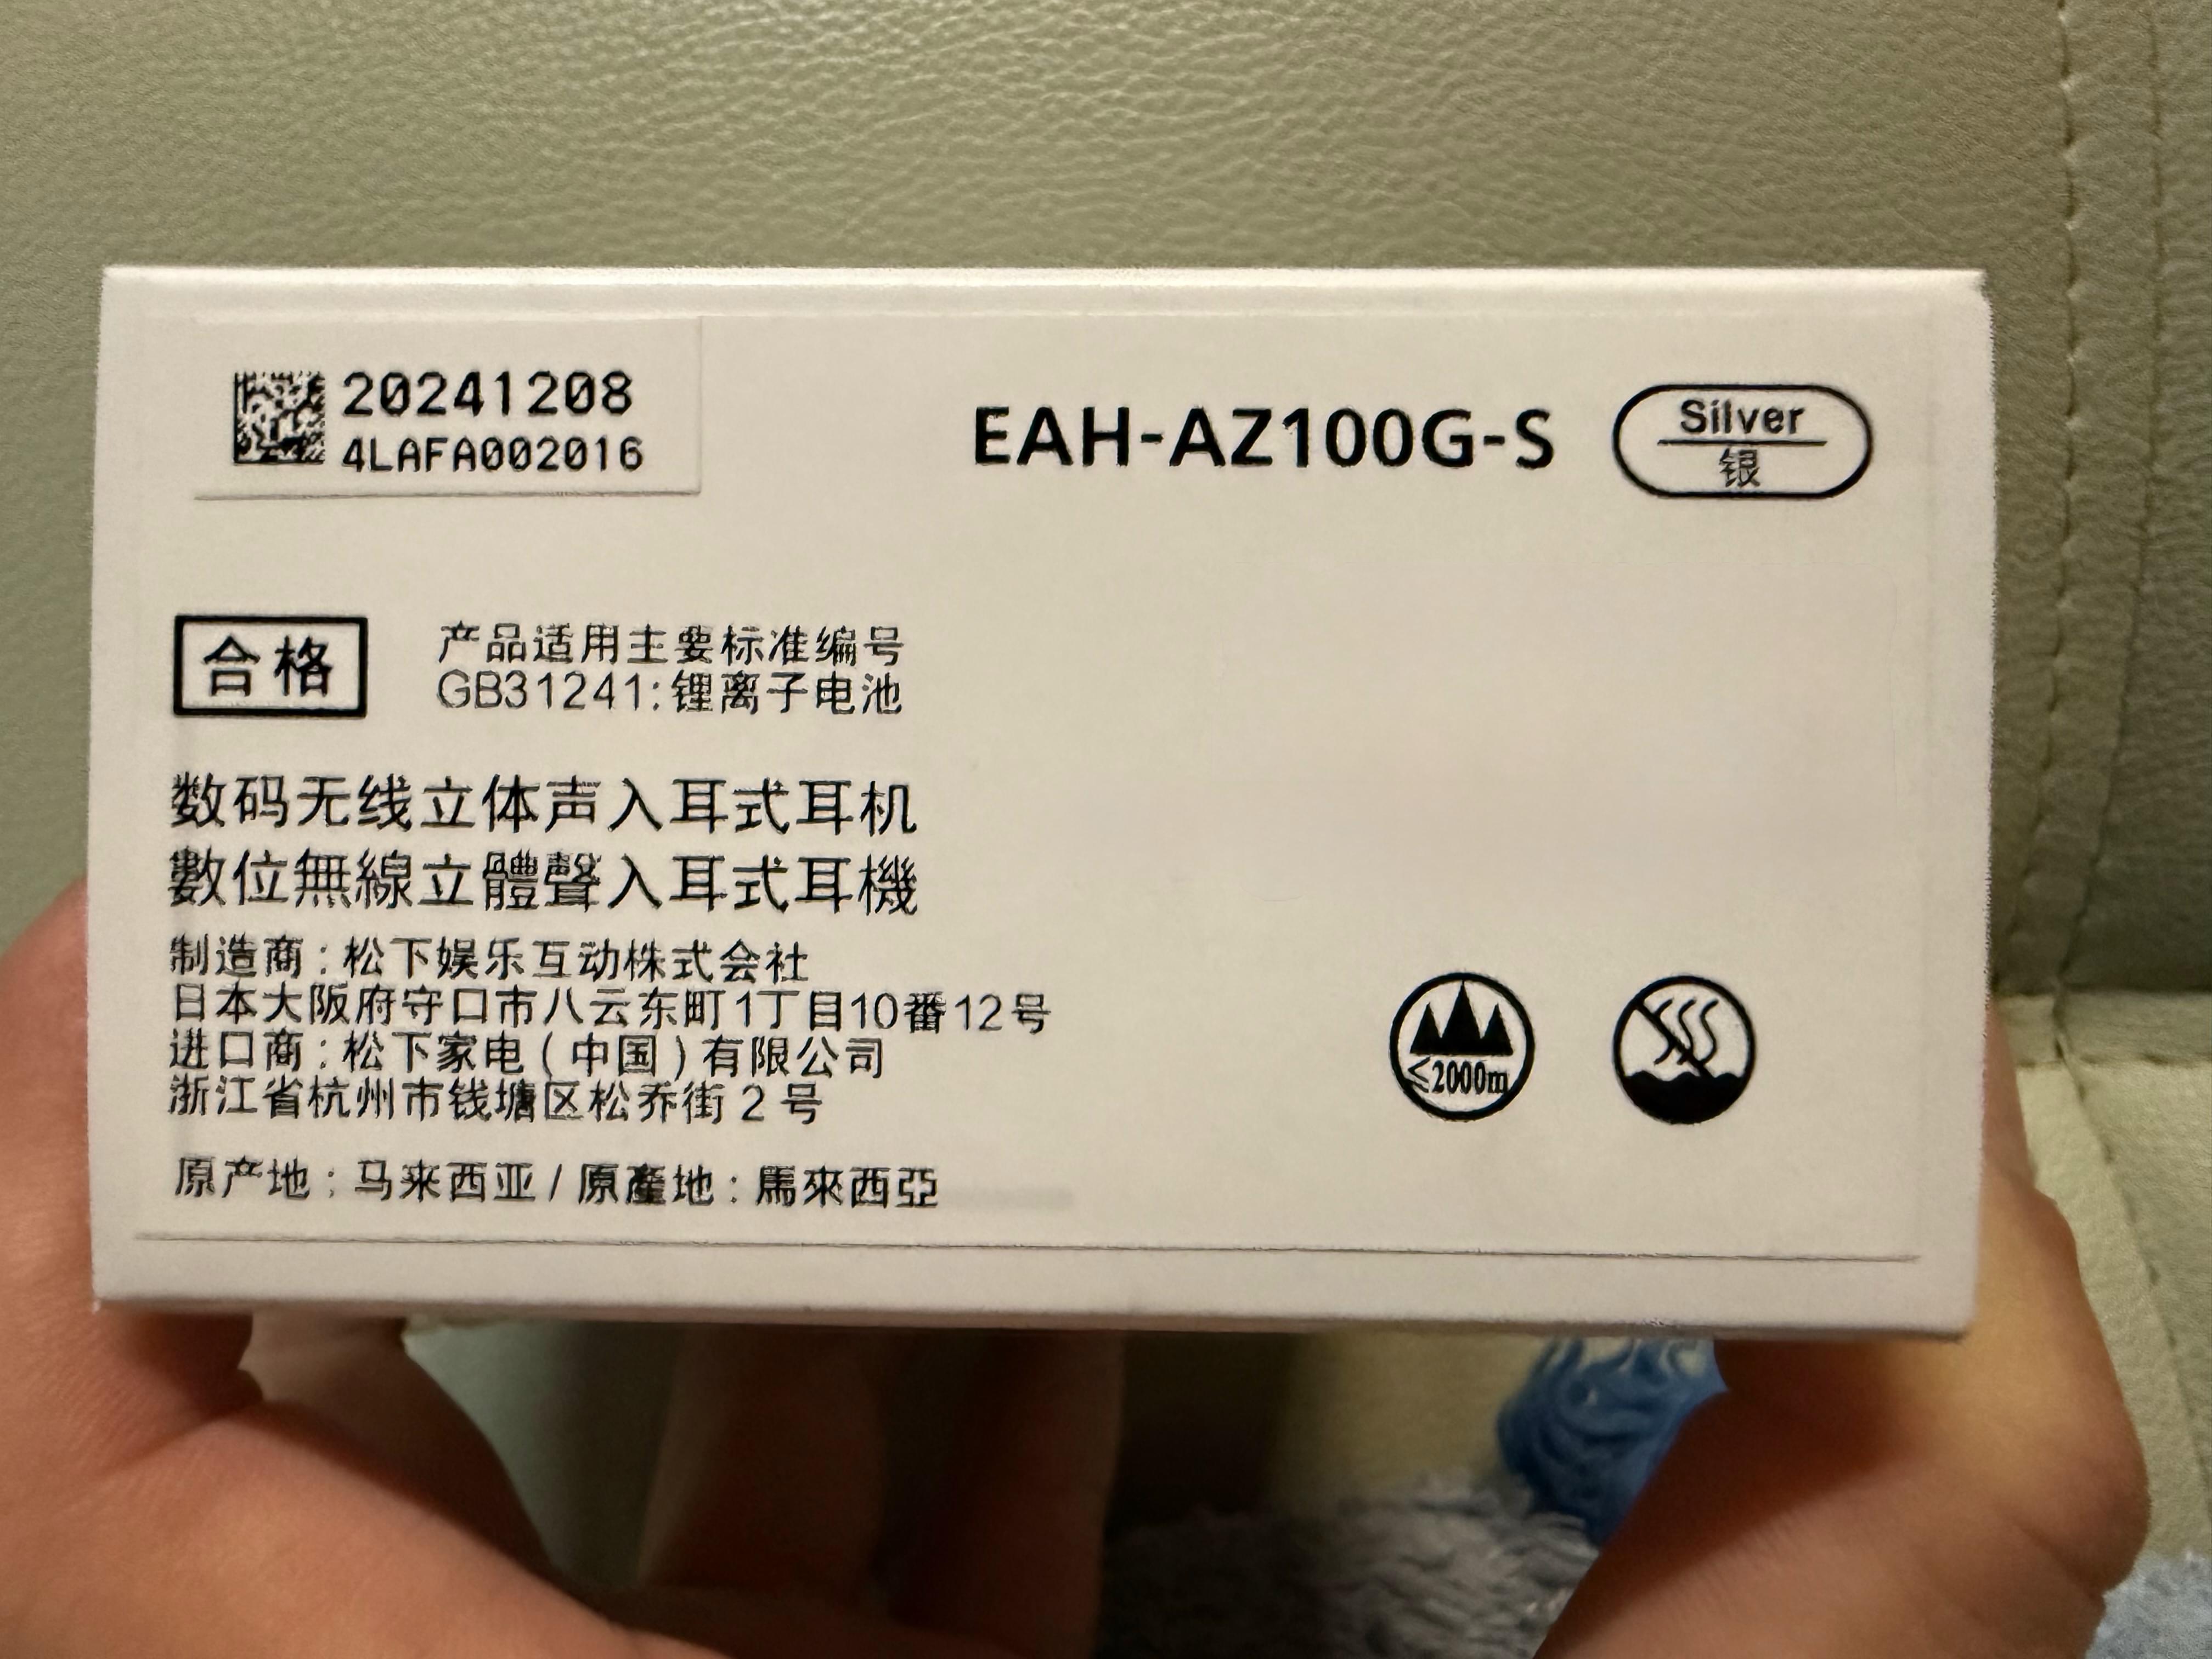 20241208
4LAFA002016
EAH-AZ100G-S
Silver
银
合格
产品适用主要标准编号
GB31241:锂离子电池
数码无线立体声入耳式耳机
數位無線立體聲入耳式耳機
制造商:松下娱乐互动株式会社
日本大阪府守口市八云东町1丁目10番12号
进口商:松下家电(中国)有限公司
浙江省杭州市钱塘区松乔街2号
≤2000m
原产地:马来西亚/原產地:馬來西亞